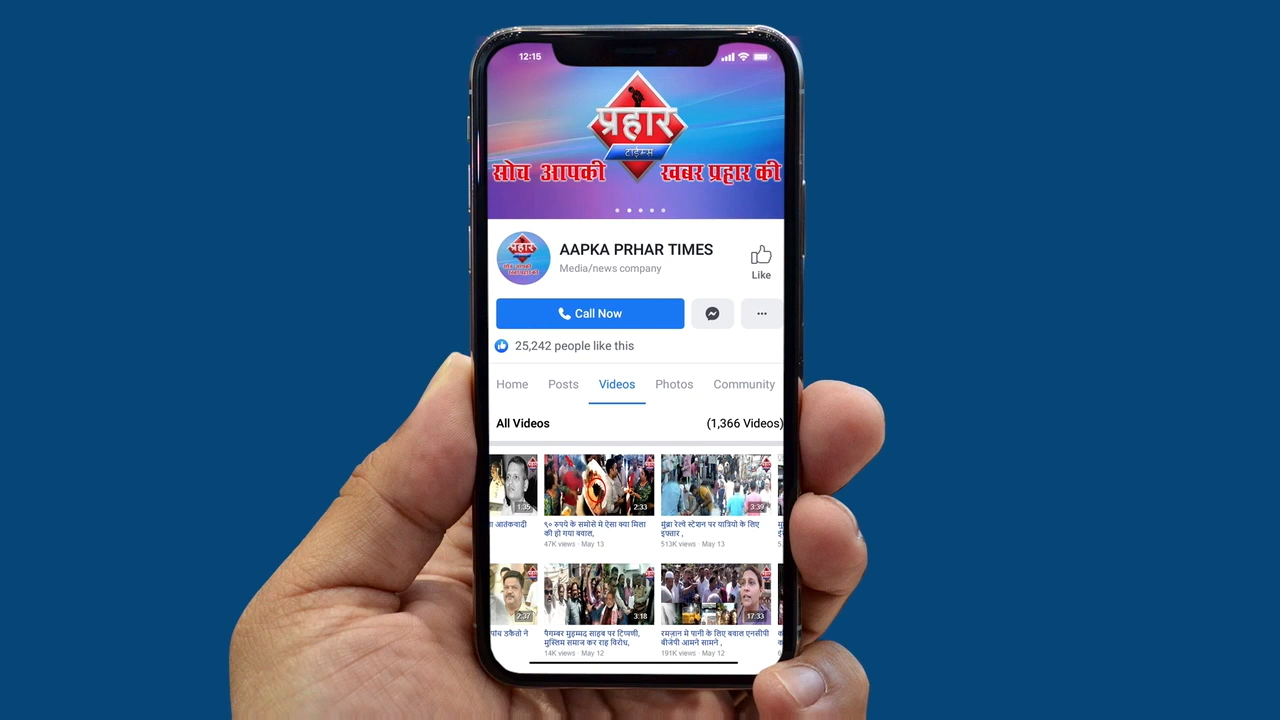 12:15
प्रहार
टाईम्स
सोच आपकी खबर प्रहार की
प्रहार
AAPKA PRHAR TIMES
Media/news company
Like
Call Now
25,242 people like this
Home Posts Videos Photos Community
All Videos (1,366 Videos)
1:35 2:33 3:39
आतंकवादी
९० रुपये के समोसे मे ऐसा क्या मिला
की हो गया बवाल,
47K views · May 13
मुंब्रा रेल्वे स्टेशन पर यात्रियो के लिए
इफ्तार ,
513K views · May 13
2:37 3:18 17:33
पांच डकैतो ने
पैगम्बर मुहम्मद साहब पर टिप्पणी,
मुस्लिम समाज कर राह विरोध,
14K views · May 12
रमज़ान मे पानी के लिए बवाल एनसीपी
बीजेपी आमने सामने ,
191K views · May 12